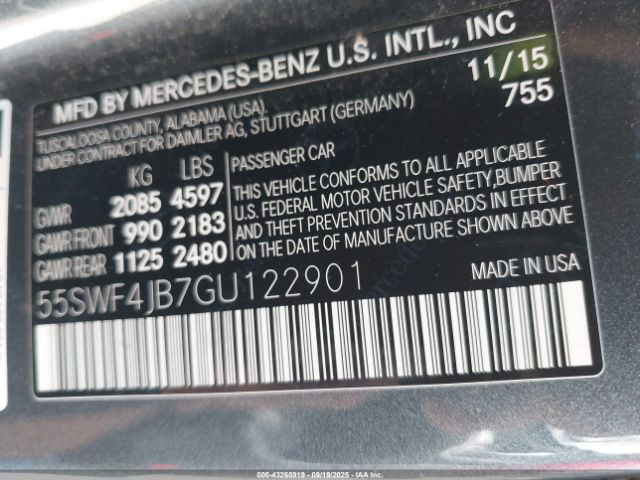 MFD BY MERCEDES-BENZ U.S. INTL., INC
TUSCALOOSA COUNTY, ALABAMA (USA).
UNDER CONTRACT FOR DAIMLER AG, STUTTGART (GERMANY)
11/15
755
KG LBS
GVWR 2085 4597
GAWR FRONT 990 2183
GAWR REAR 1125 2480
PASSENGER CAR
THIS VEHICLE CONFORMS TO ALL APPLICABLE
U.S. FEDERAL MOTOR VEHICLE SAFETY,BUMPER
AND THEFT PREVENTION STANDARDS IN EFFECT
ON THE DATE OF MANUFACTURE SHOWN ABOVE
55SWF4JB7GU122901
MADE IN USA
000-43268919 - 09/19/2025 - IAA Copart